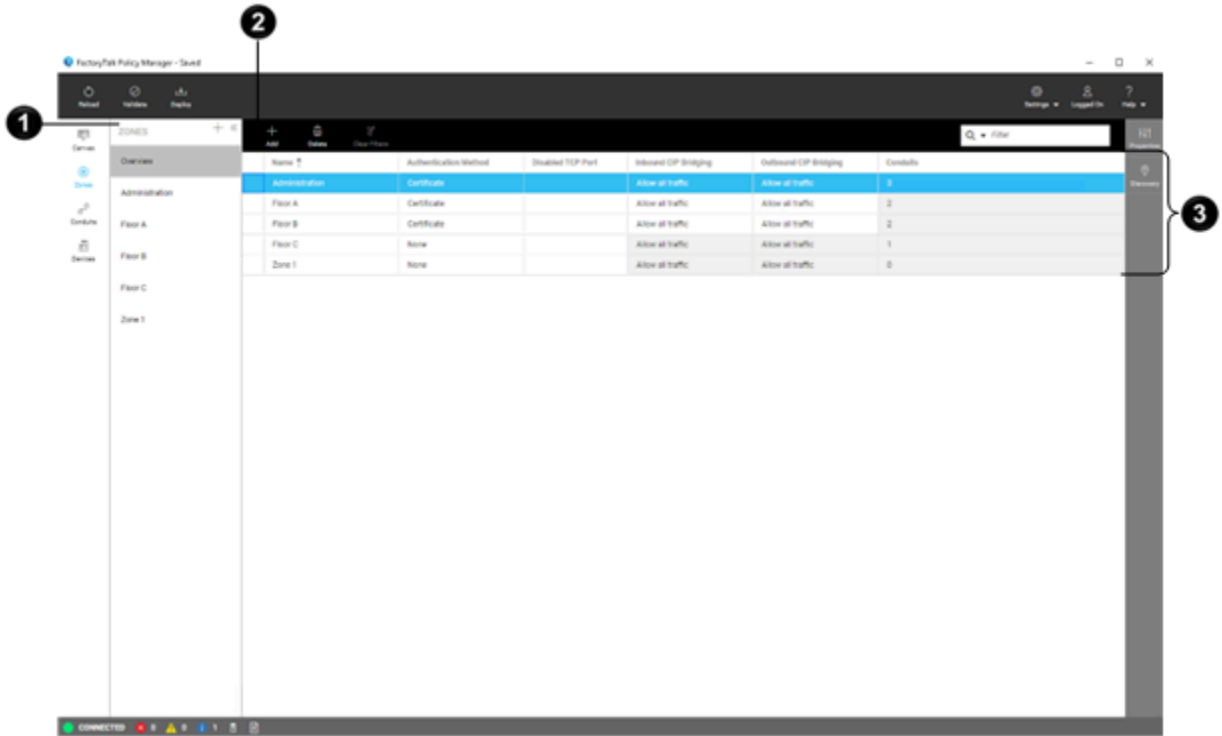 2
FactoryTalk Policy Manager - Saved
Reload Validate Deploy Settings Logged On Help
1
ZONES
Add Delete Clear Filters Filter
Canvas
Zones
Conduits
Devices
Properties
Discovery
Overview
Administration
Floor A
Floor B
Floor C
Zone 1
Name Authentication Method Disabled TCP Port Inbound CIP Bridging Outbound CIP Bridging Conduits
Administration Certificate Allow all traffic Allow all traffic 3
Floor A Certificate Allow all traffic Allow all traffic 2
Floor B Certificate Allow all traffic Allow all traffic 2
Floor C None Allow all traffic Allow all traffic 1
Zone 1 None Allow all traffic Allow all traffic 0
3
CONNECTED 0 0 1